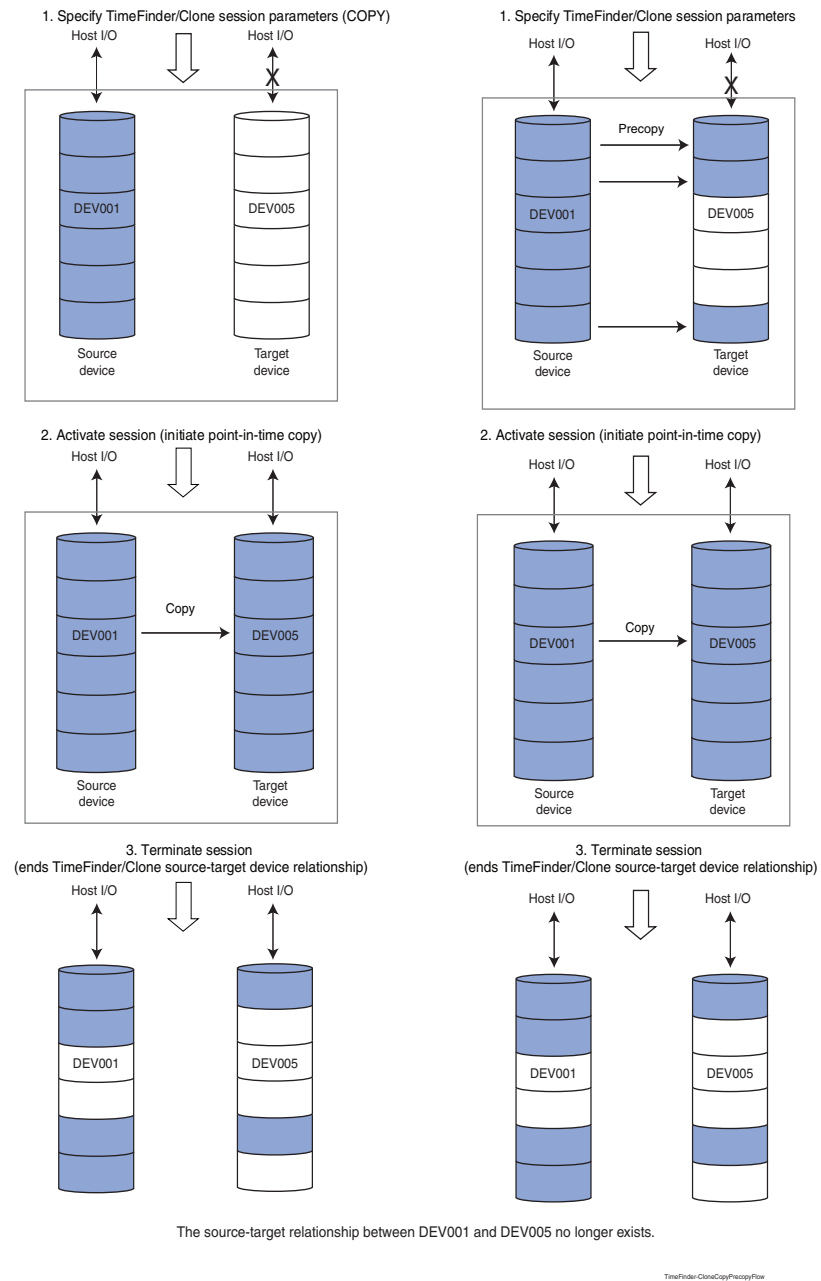 1. Specify TimeFinder/Clone session parameters (COPY)
Host I/O
Host I/O
X
DEV001
DEV005
Source
device
Target
device
1. Specify TimeFinder/Clone session parameters
Host I/O
Host I/O
X
Precopy
DEV001
DEV005
Source
device
Target
device
2. Activate session (initiate point-in-time copy)
Host I/O
Host I/O
Copy
DEV001
DEV005
Source
device
Target
device
2. Activate session (initiate point-in-time copy)
Host I/O
Host I/O
Copy
DEV001
DEV005
Source
device
Target
device
3. Terminate session
(ends TimeFinder/Clone source-target device relationship)
Host I/O
Host I/O
DEV001
DEV005
3. Terminate session
(ends TimeFinder/Clone source-target device relationship)
Host I/O
Host I/O
DEV001
DEV005
The source-target relationship between DEV001 and DEV005 no longer exists.
TimeFinder-CloneCopyPrecopyFlow